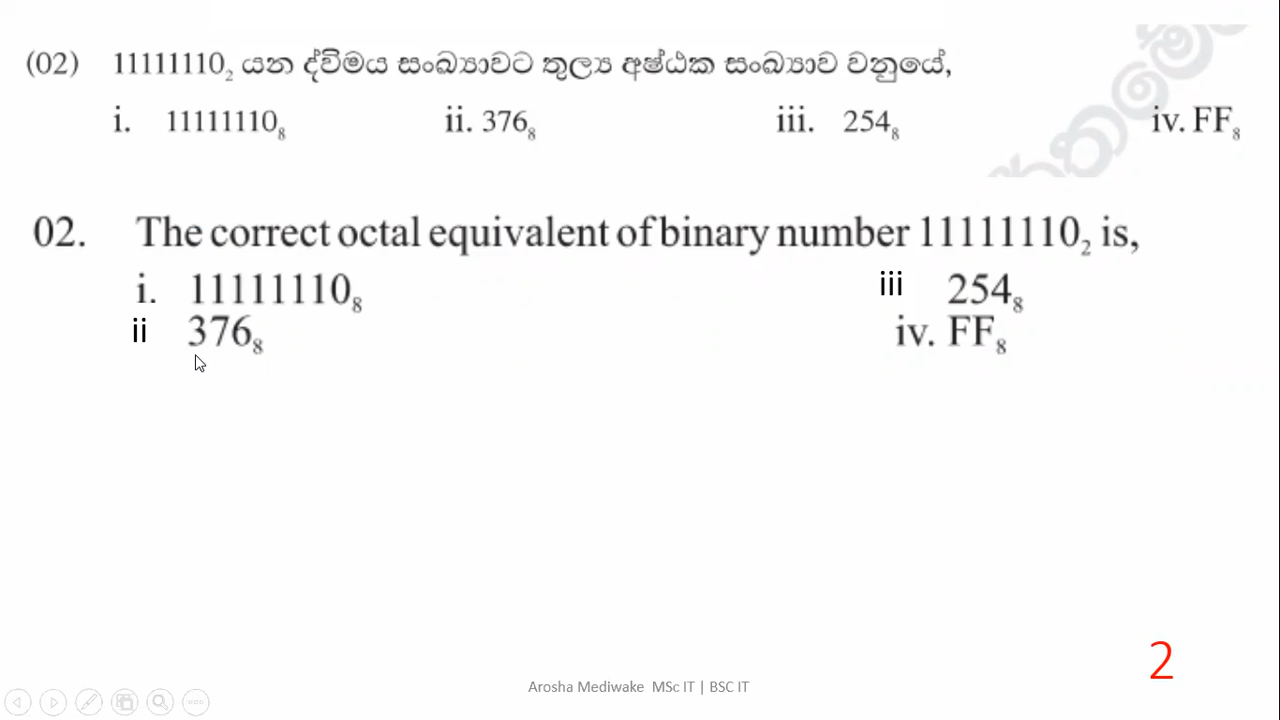 (02) 11111110₂ යන ද්විමය සංඛ්‍යාවට තුල්‍ය අෂ්ඨක සංඛ්‍යාව වනුයේ,
i. 11111110₈ ii. 376₈ iii. 254₈ iv. FF₈
02. The correct octal equivalent of binary number 11111110₂ is,
i. 11111110₈ iii 254₈
ii 376₈ iv. FF₈
2
Arosha Mediwake MSc IT | BSC IT